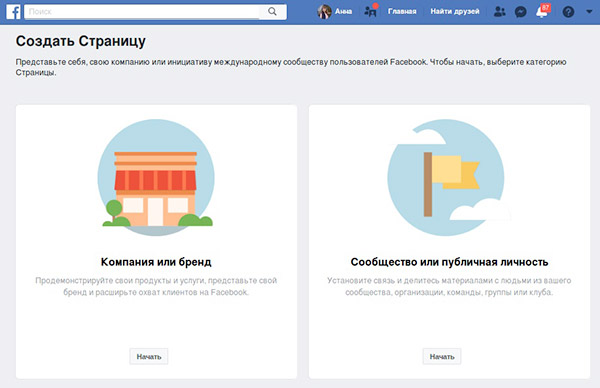 f Поиск Анна Главная Найти друзей 87 ?
Создать Страницу
Представьте себя, свою компанию или инициативу международному сообществу пользователей Facebook. Чтобы начать, выберите категорию
Страницы.
Компания или бренд
Продемонстрируйте свои продукты и услуги, представьте свой
бренд и расширьте охват клиентов на Facebook.
Начать
Сообщество или публичная личность
Установите связь и делитесь материалами с людьми из вашего
сообщества, организации, команды, группы или клуба.
Начать